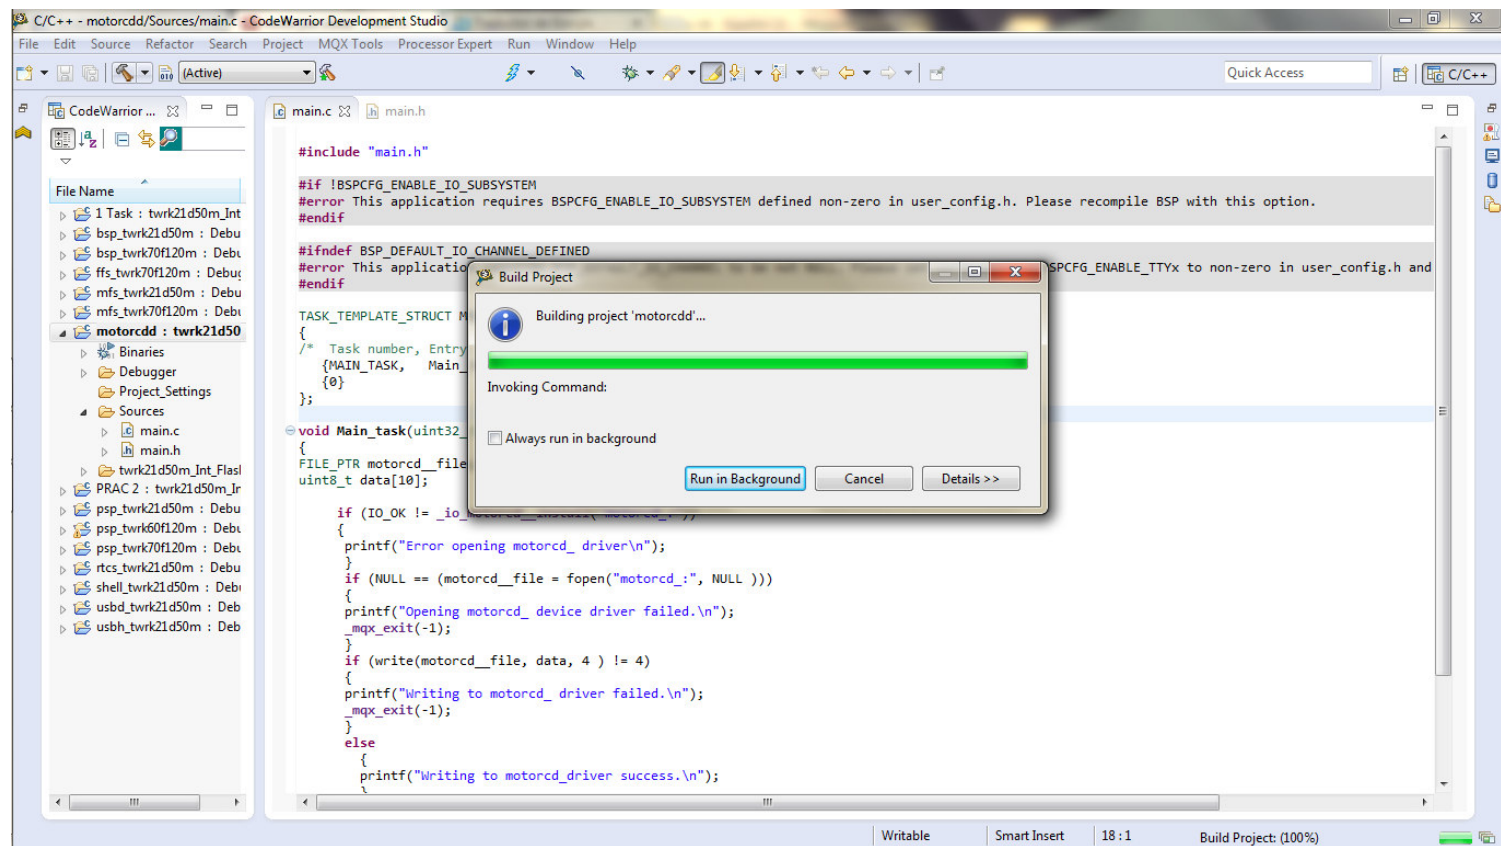 C/C++ - motorcdd/Sources/main.c - CodeWarrior Development Studio
File Edit Source Refactor Search Project MQX Tools Processor Expert Run Window Help
(Active)
Quick Access
C/C++
CodeWarrior ...
main.c
main.h
File Name
1 Task : twrk21d50m_Int
bsp_twrk21d50m : Debu
bsp_twrk70f120m : Debu
ffs_twrk70f120m : Debug
mfs_twrk21d50m : Debu
mfs_twrk70f120m : Debu
motorcdd : twrk21d50
Binaries
Debugger
Project_Settings
Sources
main.c
main.h
twrk21d50m_Int_Flasl
PRAC 2 : twrk21d50m_Ir
psp_twrk21d50m : Debu
psp_twrk60f120m : Debu
psp_twrk70f120m : Debu
rtcs_twrk21d50m : Debu
shell_twrk21d50m : Deb
usbd_twrk21d50m : Deb
usbh_twrk21d50m : Deb
#include "main.h"
#if !BSPCFG_ENABLE_IO_SUBSYSTEM
#error This application requires BSPCFG_ENABLE_IO_SUBSYSTEM defined non-zero in user_config.h. Please recompile BSP with this option.
#endif
#ifndef BSP_DEFAULT_IO_CHANNEL_DEFINED
#error This applicatio SPCFG_ENABLE_TTYx to non-zero in user_config.h and
#endif
TASK_TEMPLATE_STRUCT M
{
/* Task number, Entry
{MAIN_TASK, Main_
{0}
};
void Main_task(uint32_
{
FILE_PTR motorcd__file
uint8_t data[10];
if (IO_OK != _io_motorcd__install("motorcd_:"))
{
printf("Error opening motorcd_ driver\n");
}
if (NULL == (motorcd__file = fopen("motorcd_:", NULL )))
{
printf("Opening motorcd_ device driver failed.\n");
_mqx_exit(-1);
}
if (write(motorcd__file, data, 4 ) != 4)
{
printf("Writing to motorcd_ driver failed.\n");
_mqx_exit(-1);
}
else
{
printf("Writing to motorcd_driver success.\n");
}
Build Project
Building project 'motorcdd'...
Invoking Command:
Always run in background
Run in Background
Cancel
Details >>
Writable
Smart Insert
18 : 1
Build Project: (100%)